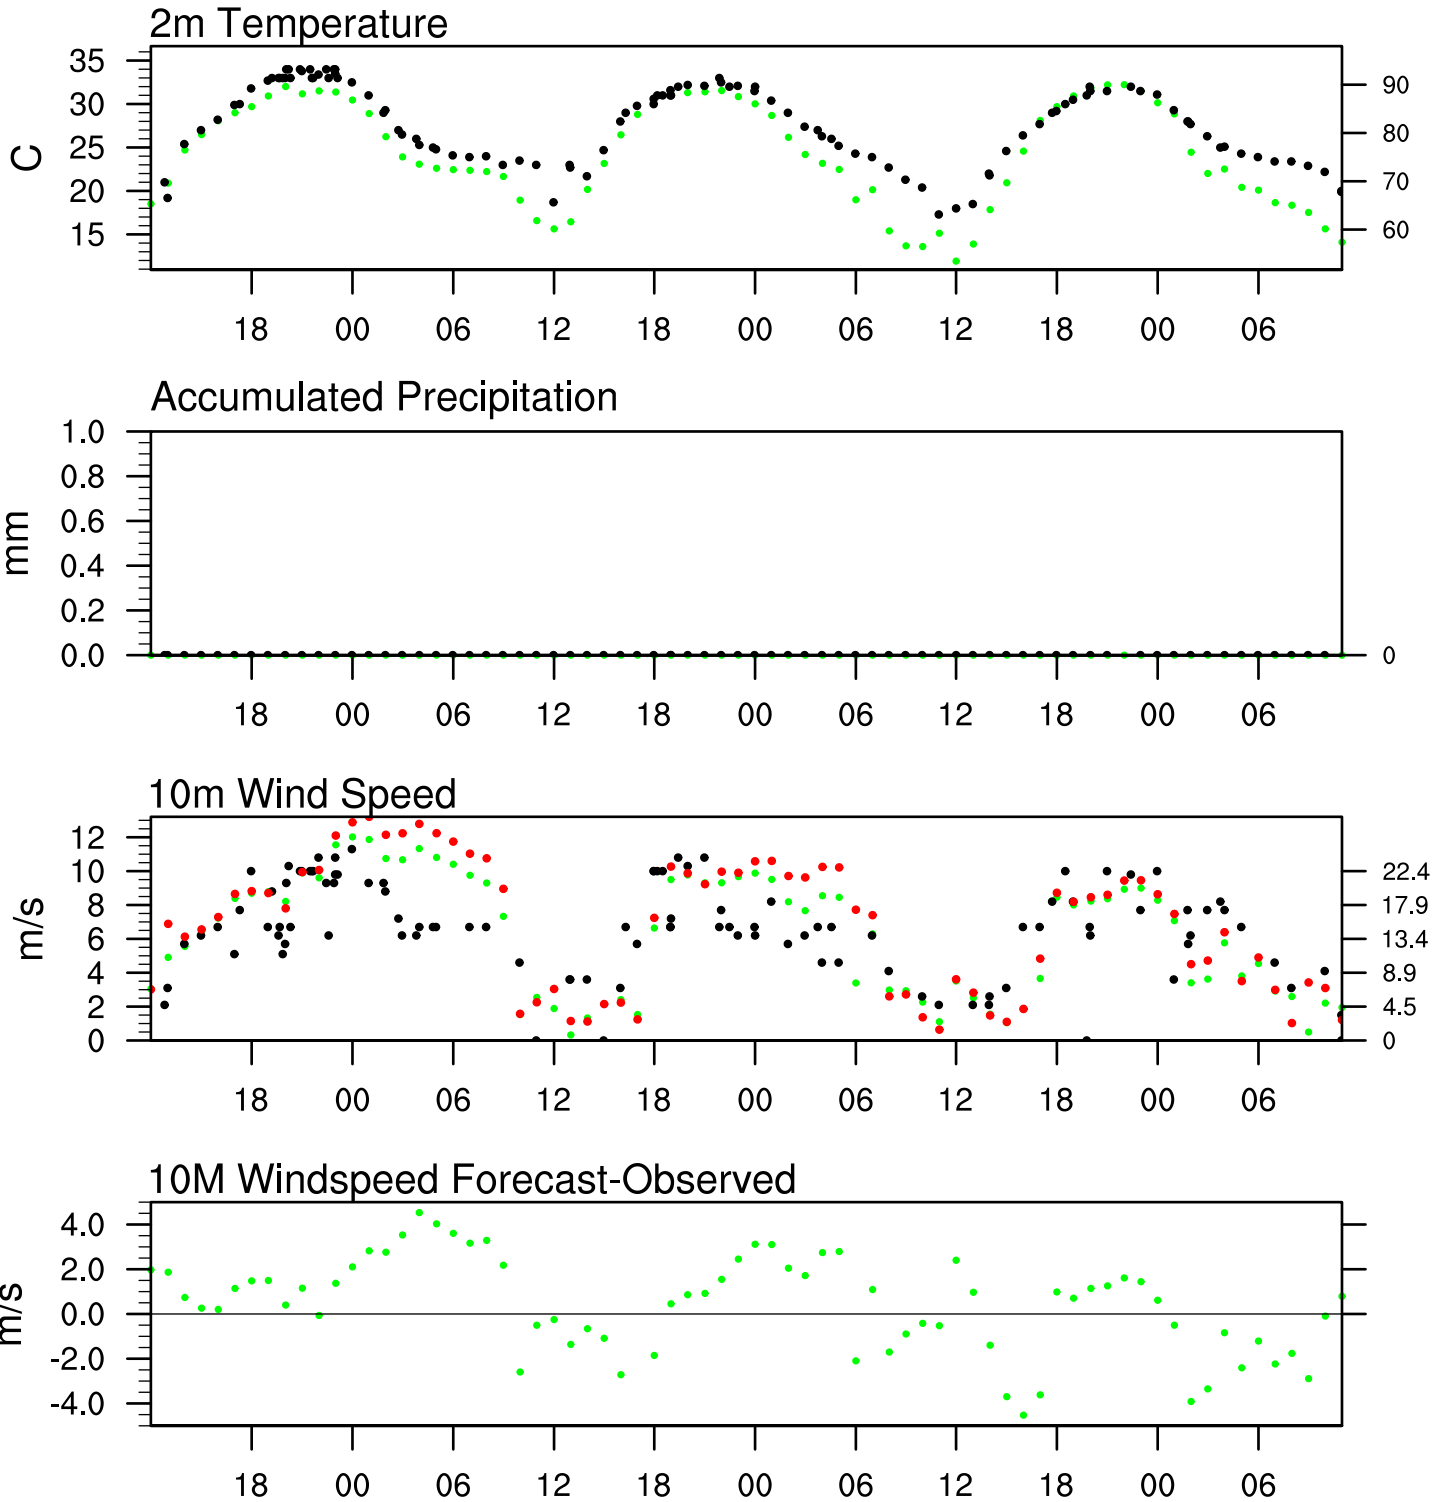 2m Temperature
35
30
25
20
15
C
90
80
70
60
18 00 06 12 18 00 06 12 18 00 06
Accumulated Precipitation
1.0
0.8
0.6
0.4
0.2
0.0
mm
0
18 00 06 12 18 00 06 12 18 00 06
10m Wind Speed
12
10
8
6
4
2
0
m/s
22.4
17.9
13.4
8.9
4.5
0
18 00 06 12 18 00 06 12 18 00 06
10M Windspeed Forecast-Observed
4.0
2.0
0.0
-2.0
-4.0
m/s
18 00 06 12 18 00 06 12 18 00 06